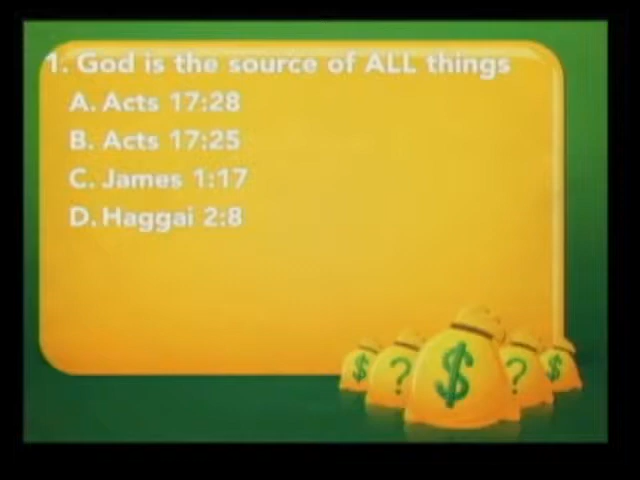 1. God is the source of ALL things
A. Acts 17:28
B. Acts 17:25
C. James 1:17
D. Haggai 2:8
$ ? $ ? $